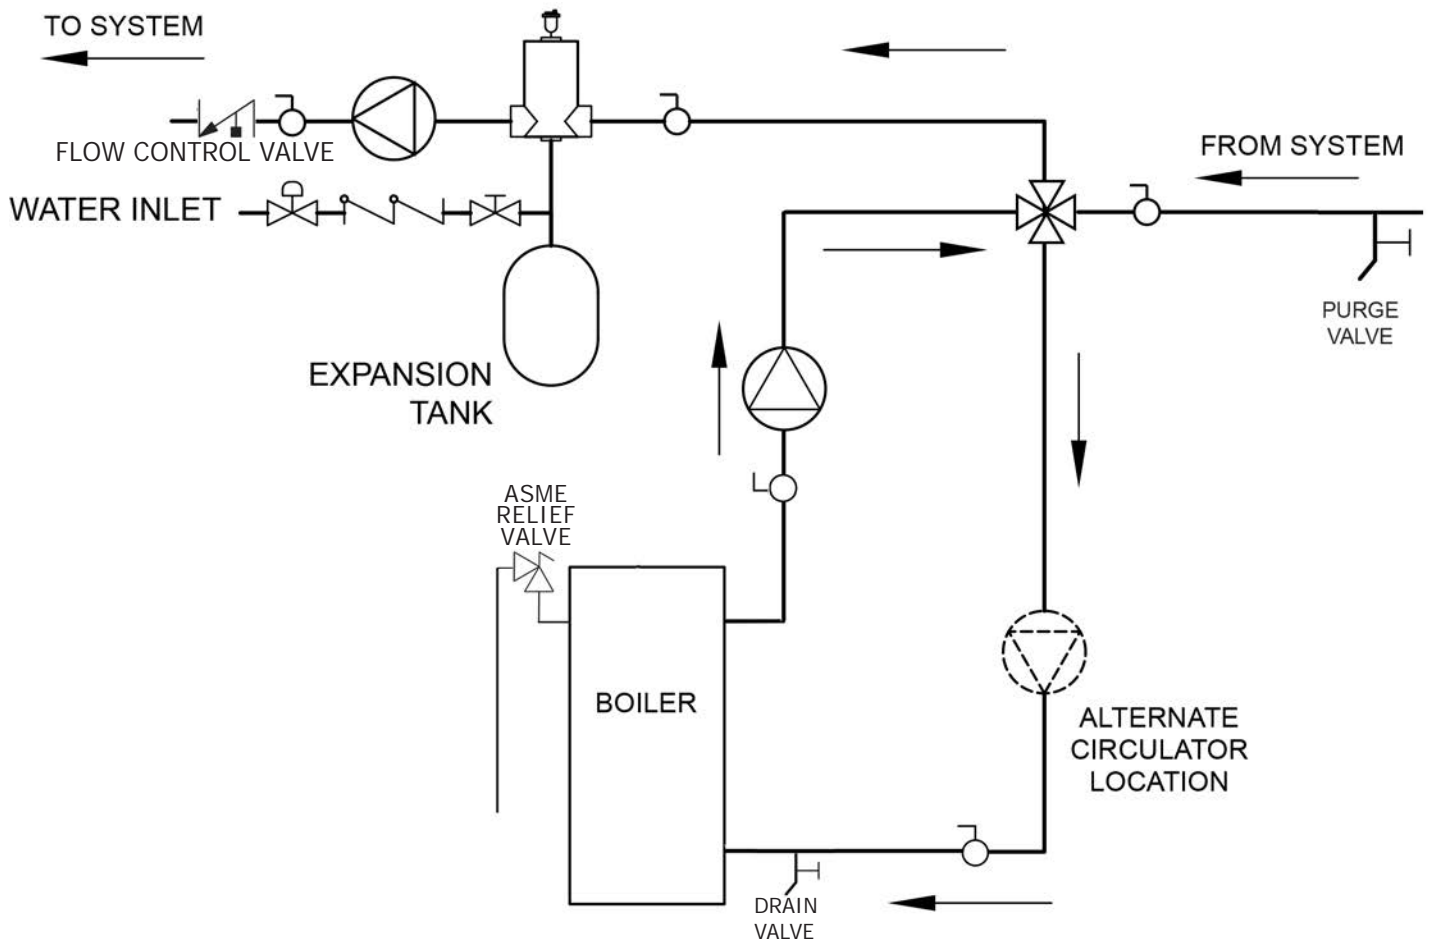 TO SYSTEM
FLOW CONTROL VALVE
FROM SYSTEM
WATER INLET
PURGE
VALVE
EXPANSION
TANK
ASME
RELIEF
VALVE
BOILER
ALTERNATE
CIRCULATOR
LOCATION
DRAIN
VALVE